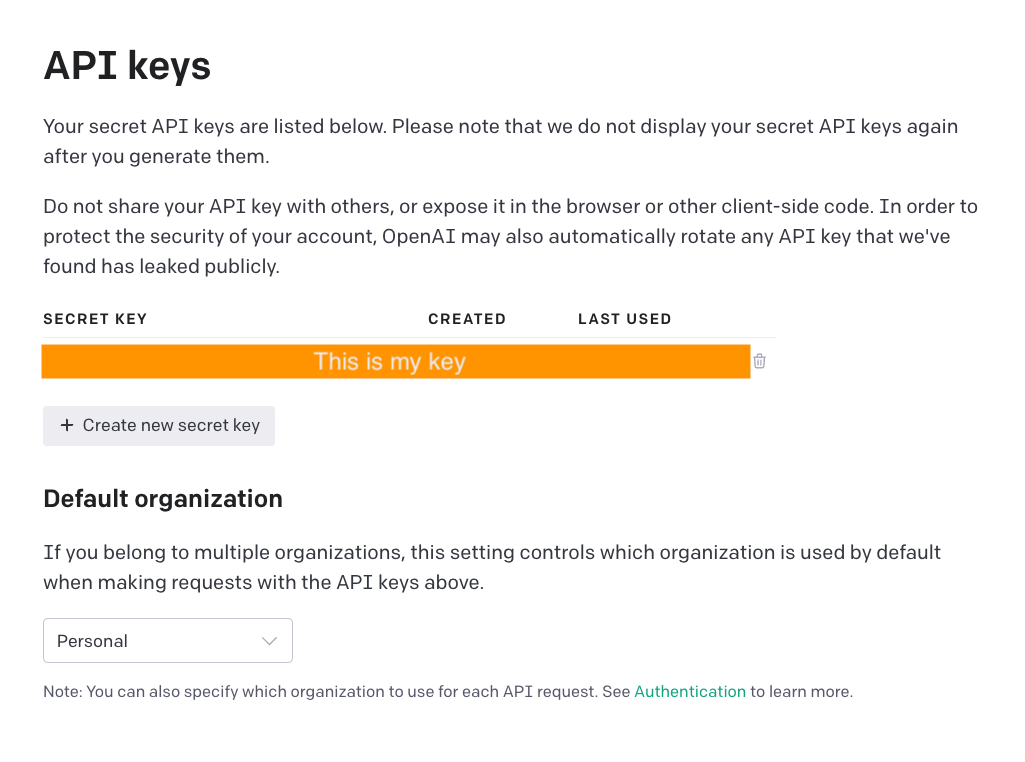 API keys
Your secret API keys are listed below. Please note that we do not display your secret API keys again
after you generate them.
Do not share your API key with others, or expose it in the browser or other client-side code. In order to
protect the security of your account, OpenAI may also automatically rotate any API key that we've
found has leaked publicly.
SECRET KEY CREATED LAST USED
This is my key
+ Create new secret key
Default organization
If you belong to multiple organizations, this setting controls which organization is used by default
when making requests with the API keys above.
Personal
Note: You can also specify which organization to use for each API request. See Authentication to learn more.